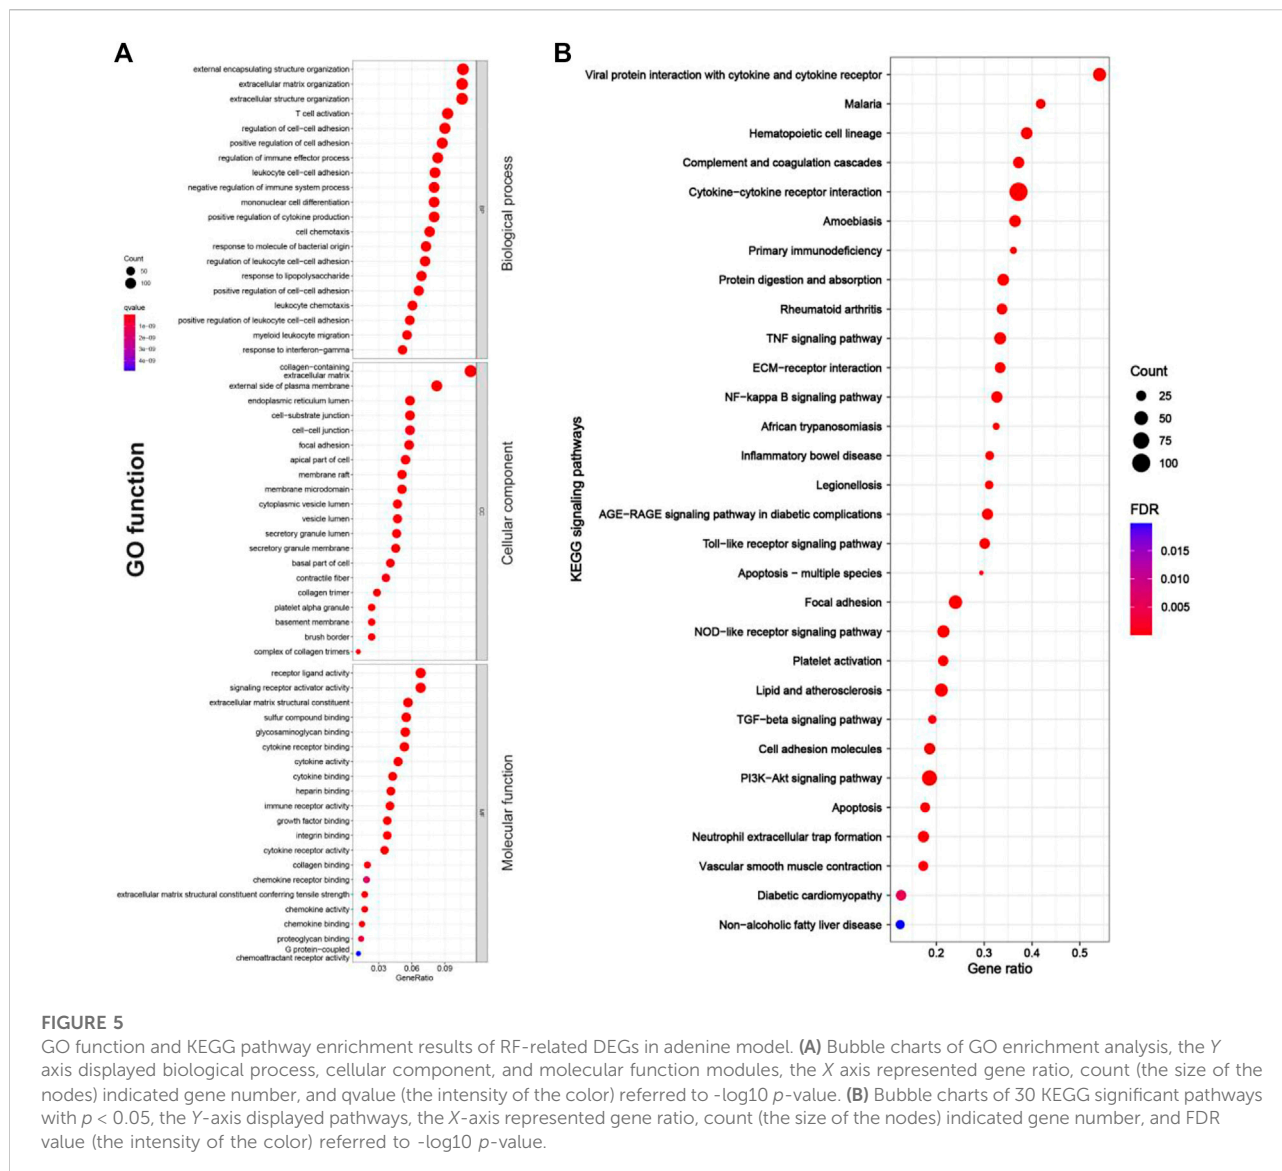 A
external encapsulating structure organization
extracellular matrix organization
extracellular structure organization
T cell activation
regulation of cell−cell adhesion
positive regulation of cell adhesion
regulation of immune effector process
leukocyte cell−cell adhesion
negative regulation of immune system process
mononuclear cell differentiation
positive regulation of cytokine production
cell chemotaxis
response to molecule of bacterial origin
regulation of leukocyte cell−cell adhesion
response to lipopolysaccharide
positive regulation of cell−cell adhesion
leukocyte chemotaxis
positive regulation of leukocyte cell−cell adhesion
myeloid leukocyte migration
response to interferon−gamma
BP
Biological process
collagen−containing
extracellular matrix
external side of plasma membrane
endoplasmic reticulum lumen
cell−substrate junction
cell−cell junction
focal adhesion
apical part of cell
membrane raft
membrane microdomain
cytoplasmic vesicle lumen
vesicle lumen
secretory granule lumen
secretory granule membrane
basal part of cell
contractile fiber
collagen trimer
platelet alpha granule
basement membrane
brush border
complex of collagen trimers
CC
Cellular component
receptor ligand activity
signaling receptor activator activity
extracellular matrix structural constituent
sulfur compound binding
glycosaminoglycan binding
cytokine receptor binding
cytokine activity
cytokine binding
heparin binding
immune receptor activity
growth factor binding
integrin binding
cytokine receptor activity
collagen binding
chemokine receptor binding
extracellular matrix structural constituent conferring tensile strength
chemokine activity
chemokine binding
proteoglycan binding
G protein−coupled
chemoattractant receptor activity
MF
Molecular function
0.03 0.06 0.09
GeneRatio
GO function
Count
50
100
qvalue
1e−09
2e−09
3e−09
4e−09
B
Viral protein interaction with cytokine and cytokine receptor
Malaria
Hematopoietic cell lineage
Complement and coagulation cascades
Cytokine−cytokine receptor interaction
Amoebiasis
Primary immunodeficiency
Protein digestion and absorption
Rheumatoid arthritis
TNF signaling pathway
ECM−receptor interaction
NF−kappa B signaling pathway
African trypanosomiasis
Inflammatory bowel disease
Legionellosis
AGE−RAGE signaling pathway in diabetic complications
Toll−like receptor signaling pathway
Apoptosis − multiple species
Focal adhesion
NOD−like receptor signaling pathway
Platelet activation
Lipid and atherosclerosis
TGF−beta signaling pathway
Cell adhesion molecules
PI3K−Akt signaling pathway
Apoptosis
Neutrophil extracellular trap formation
Vascular smooth muscle contraction
Diabetic cardiomyopathy
Non−alcoholic fatty liver disease
KEGG signaling pathways
0.2 0.3 0.4 0.5
Gene ratio
Count
25
50
75
100
FDR
0.015
0.010
0.005
FIGURE 5
GO function and KEGG pathway enrichment results of RF-related DEGs in adenine model. (A) Bubble charts of GO enrichment analysis, the Y
axis displayed biological process, cellular component, and molecular function modules, the X axis represented gene ratio, count (the size of the
nodes) indicated gene number, and qvalue (the intensity of the color) referred to -log10 p-value. (B) Bubble charts of 30 KEGG significant pathways
with p < 0.05, the Y-axis displayed pathways, the X-axis represented gene ratio, count (the size of the nodes) indicated gene number, and FDR
value (the intensity of the color) referred to -log10 p-value.